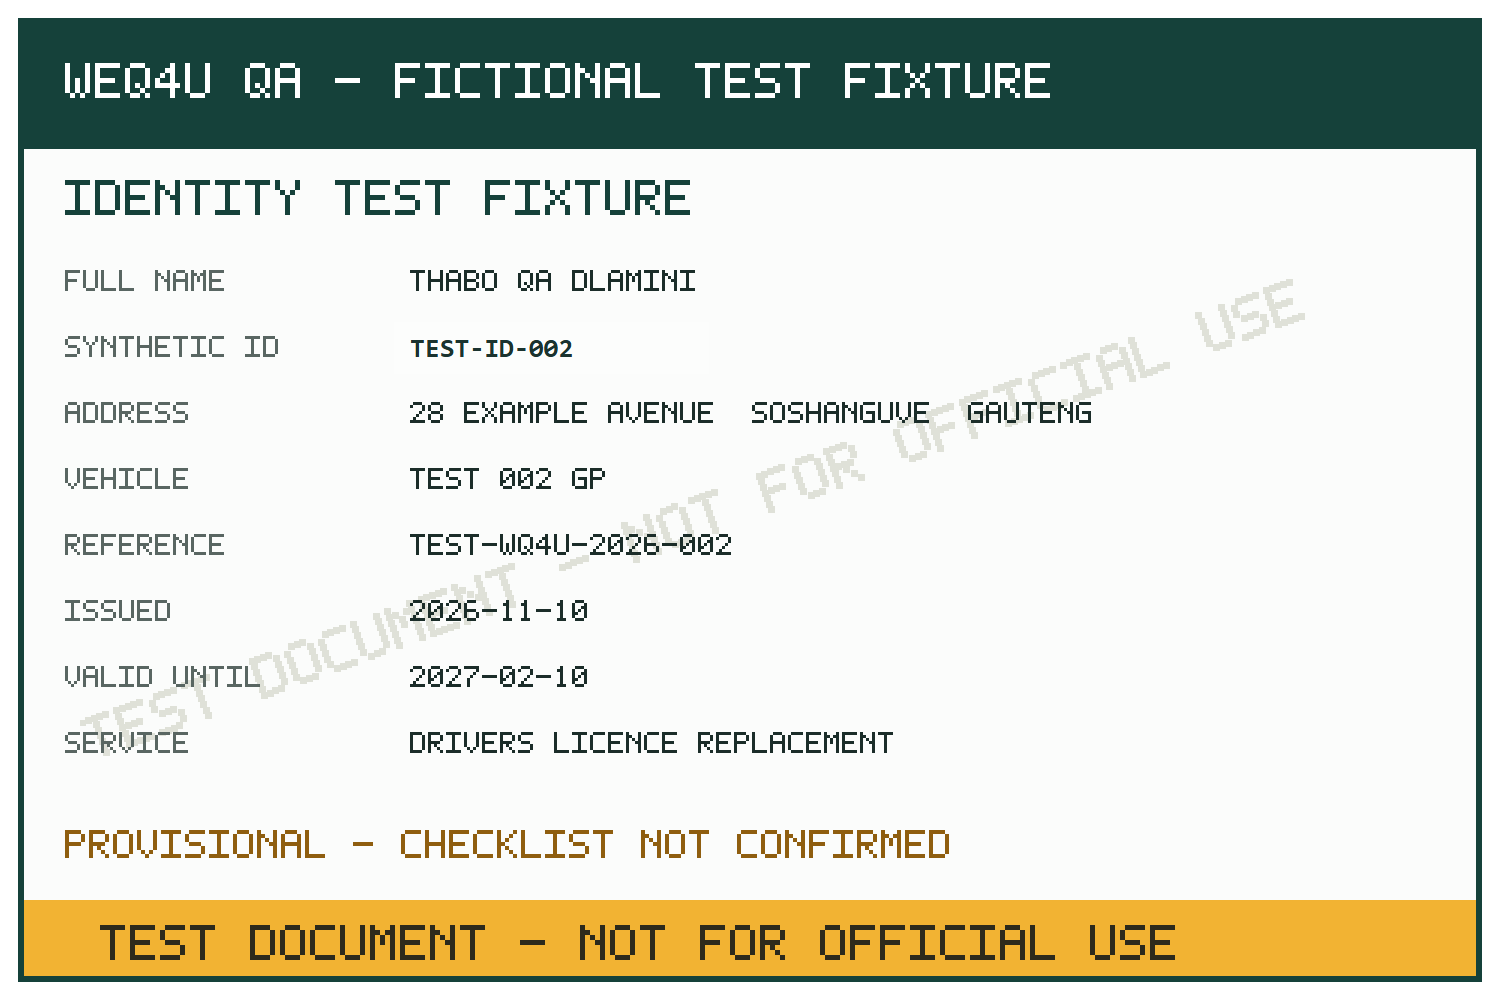 WEQ4U QA - FICTIONAL TEST FIXTURE
IDENTITY TEST FIXTURE
FULL NAME THABO QA DLAMINI
SYNTHETIC ID TEST-ID-002
ADDRESS 28 EXAMPLE AVENUE SOSHANGUVE GAUTENG
VEHICLE TEST 002 GP
REFERENCE TEST-WQ4U-2026-002
ISSUED 2026-11-10
VALID UNTIL 2027-02-10
SERVICE DRIVERS LICENCE REPLACEMENT
TEST DOCUMENT - NOT FOR OFFICIAL USE
PROVISIONAL - CHECKLIST NOT CONFIRMED
TEST DOCUMENT - NOT FOR OFFICIAL USE